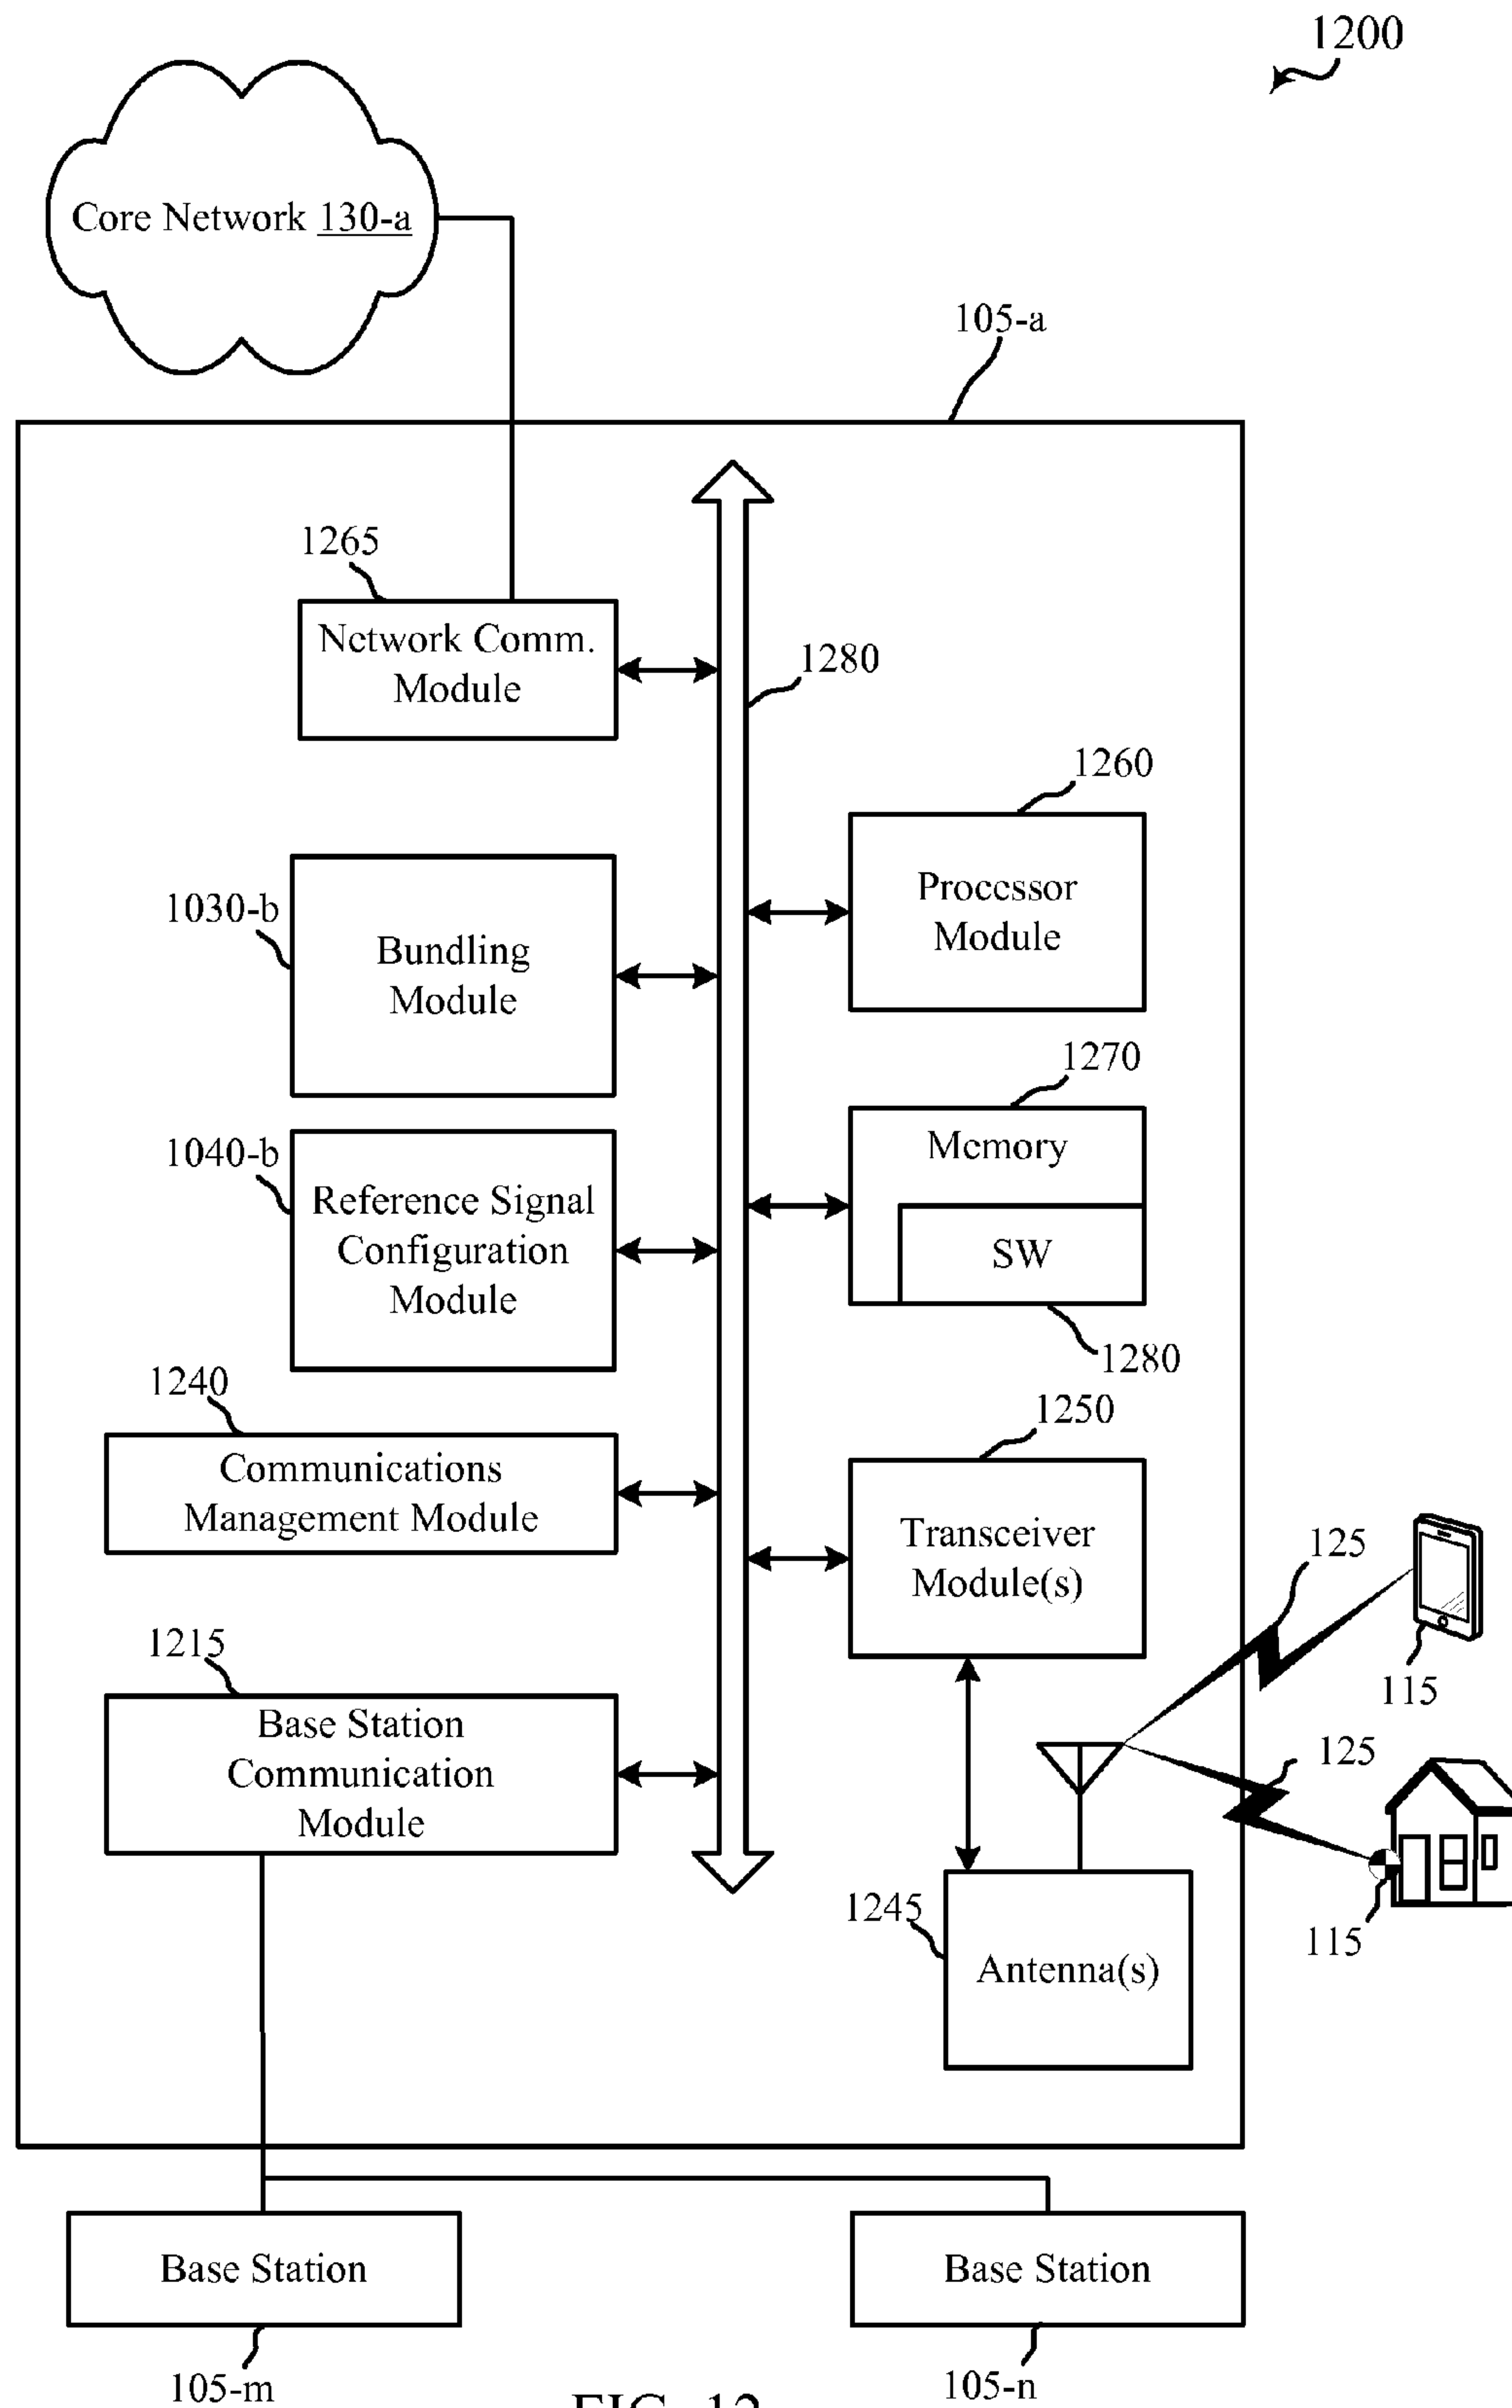 1200
Core Network 130-a
105-a
1265
Network Comm.
Module
1280
1260
Processor
Module
1030-b
Bundling
Module
1270
Memory
SW
1280
1040-b
Reference Signal
Configuration
Module
1240
Communications
Management Module
1250
Transceiver
Module(s)
125
115
1215
Base Station
Communication
Module
125
115
1245
Antenna(s)
Base Station
105-m
Base Station
105-n
FIG. 12